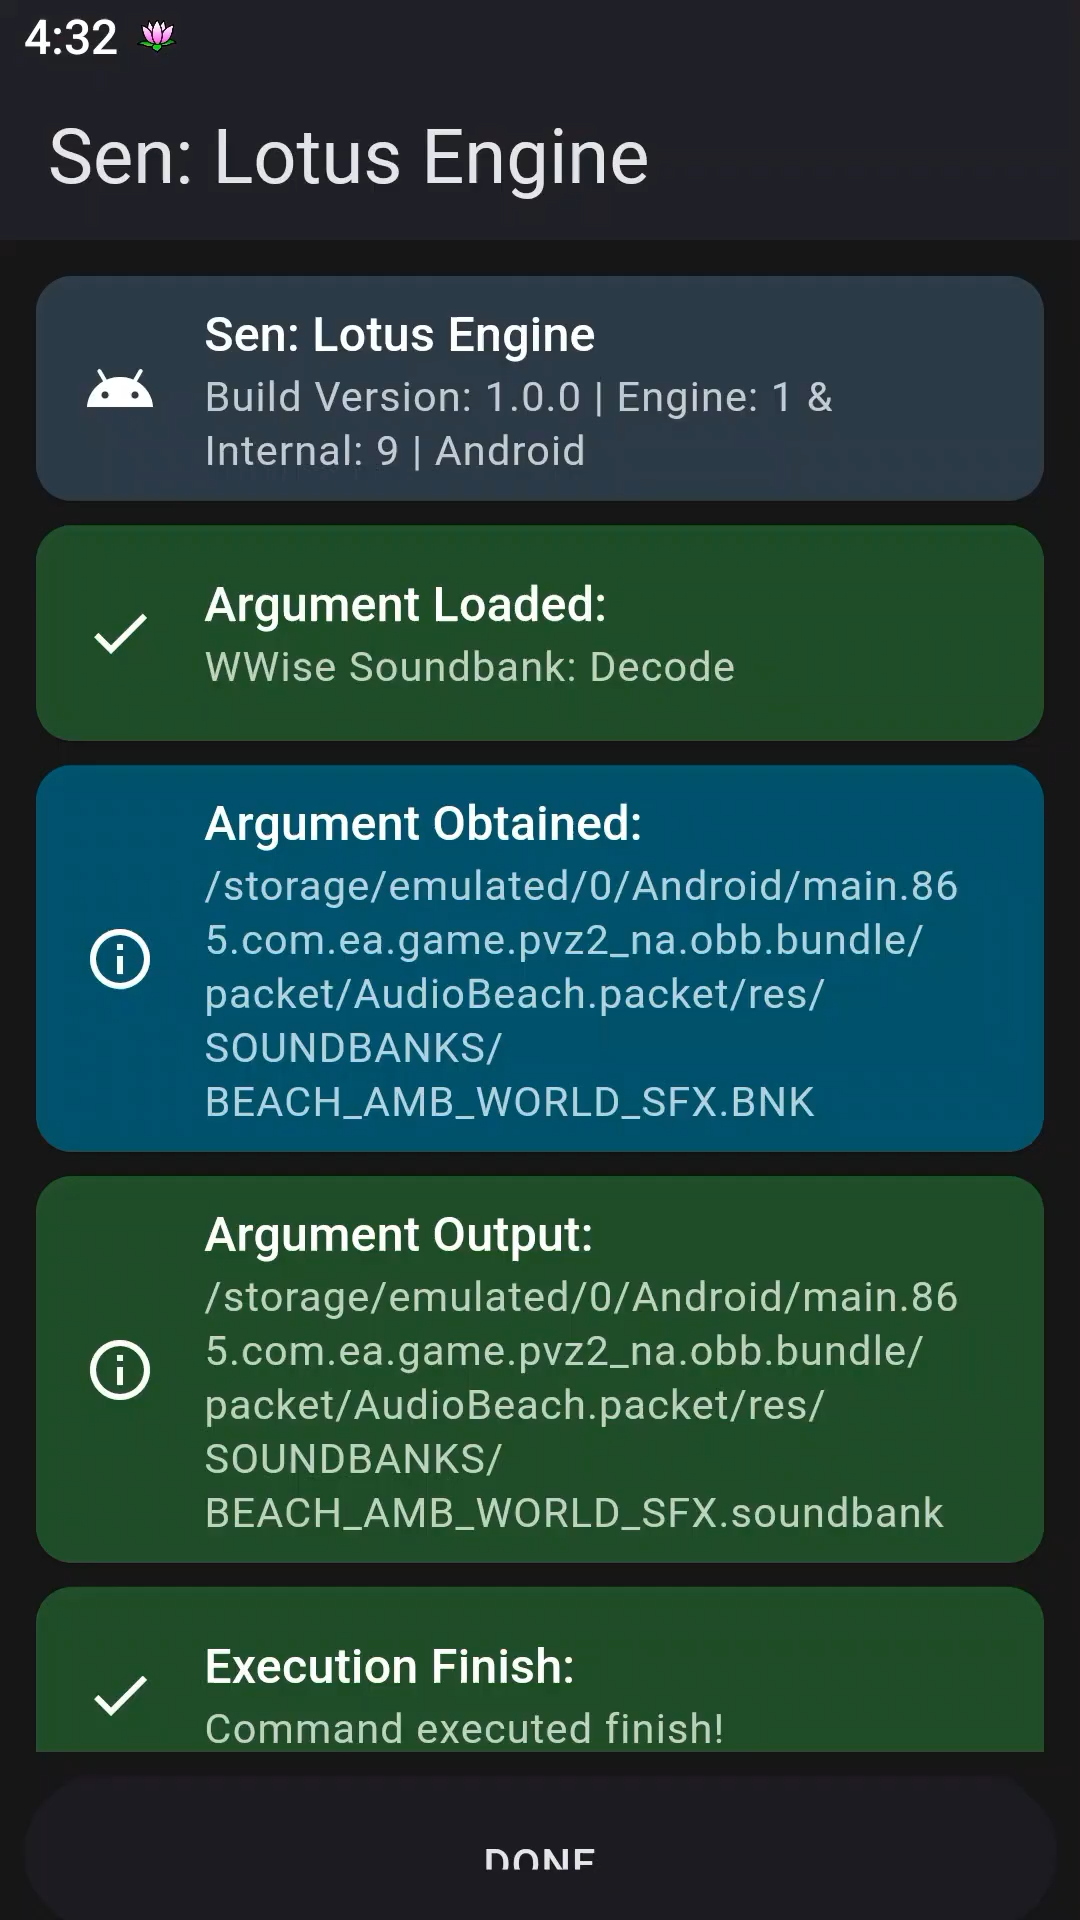 4:32
Sen: Lotus Engine
Sen: Lotus Engine
Build Version: 1.0.0 | Engine: 1 &
Internal: 9 | Android
Argument Loaded:
WWise Soundbank: Decode
Argument Obtained:
/storage/emulated/0/Android/main.86
5.com.ea.game.pvz2_na.obb.bundle/
packet/AudioBeach.packet/res/
SOUNDBANKS/
BEACH_AMB_WORLD_SFX.BNK
Argument Output:
/storage/emulated/0/Android/main.86
5.com.ea.game.pvz2_na.obb.bundle/
packet/AudioBeach.packet/res/
SOUNDBANKS/
BEACH_AMB_WORLD_SFX.soundbank
Execution Finish:
Command executed finish!
DONE